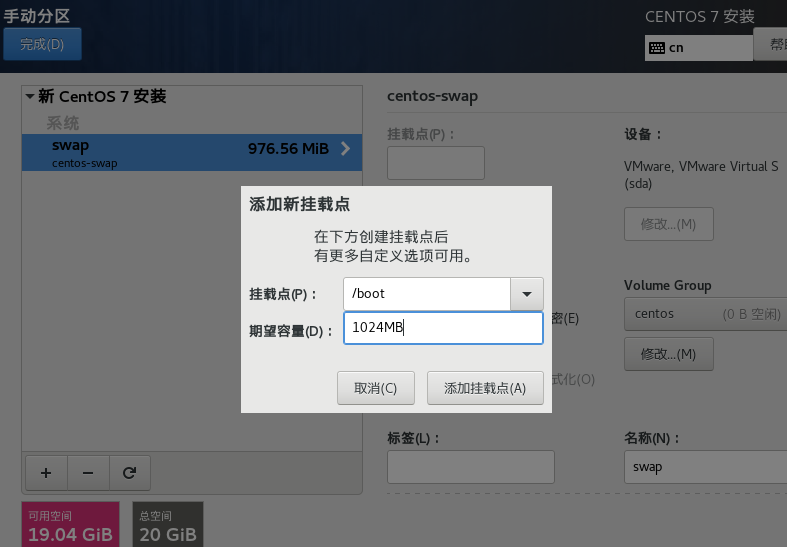 手动分区
CENTOS 7 安装
完成(D)
cn
新 CentOS 7 安装
系统
swap
976.56 MiB
centos-swap
centos-swap
挂载点(P)：
设备：
VMware, VMware Virtual S
(sda)
修改...(M)
添加新挂载点
在下方创建挂载点后
有更多自定义选项可用。
挂载点(P)：
/boot
期望容量(D)：
1024MB
取消(C)
添加挂载点(A)
密(E)
式化(O)
Volume Group
centos
(0 B 空闲)
修改...(M)
标签(L)：
名称(N)：
swap
可用空间
19.04 GiB
总空间
20 GiB